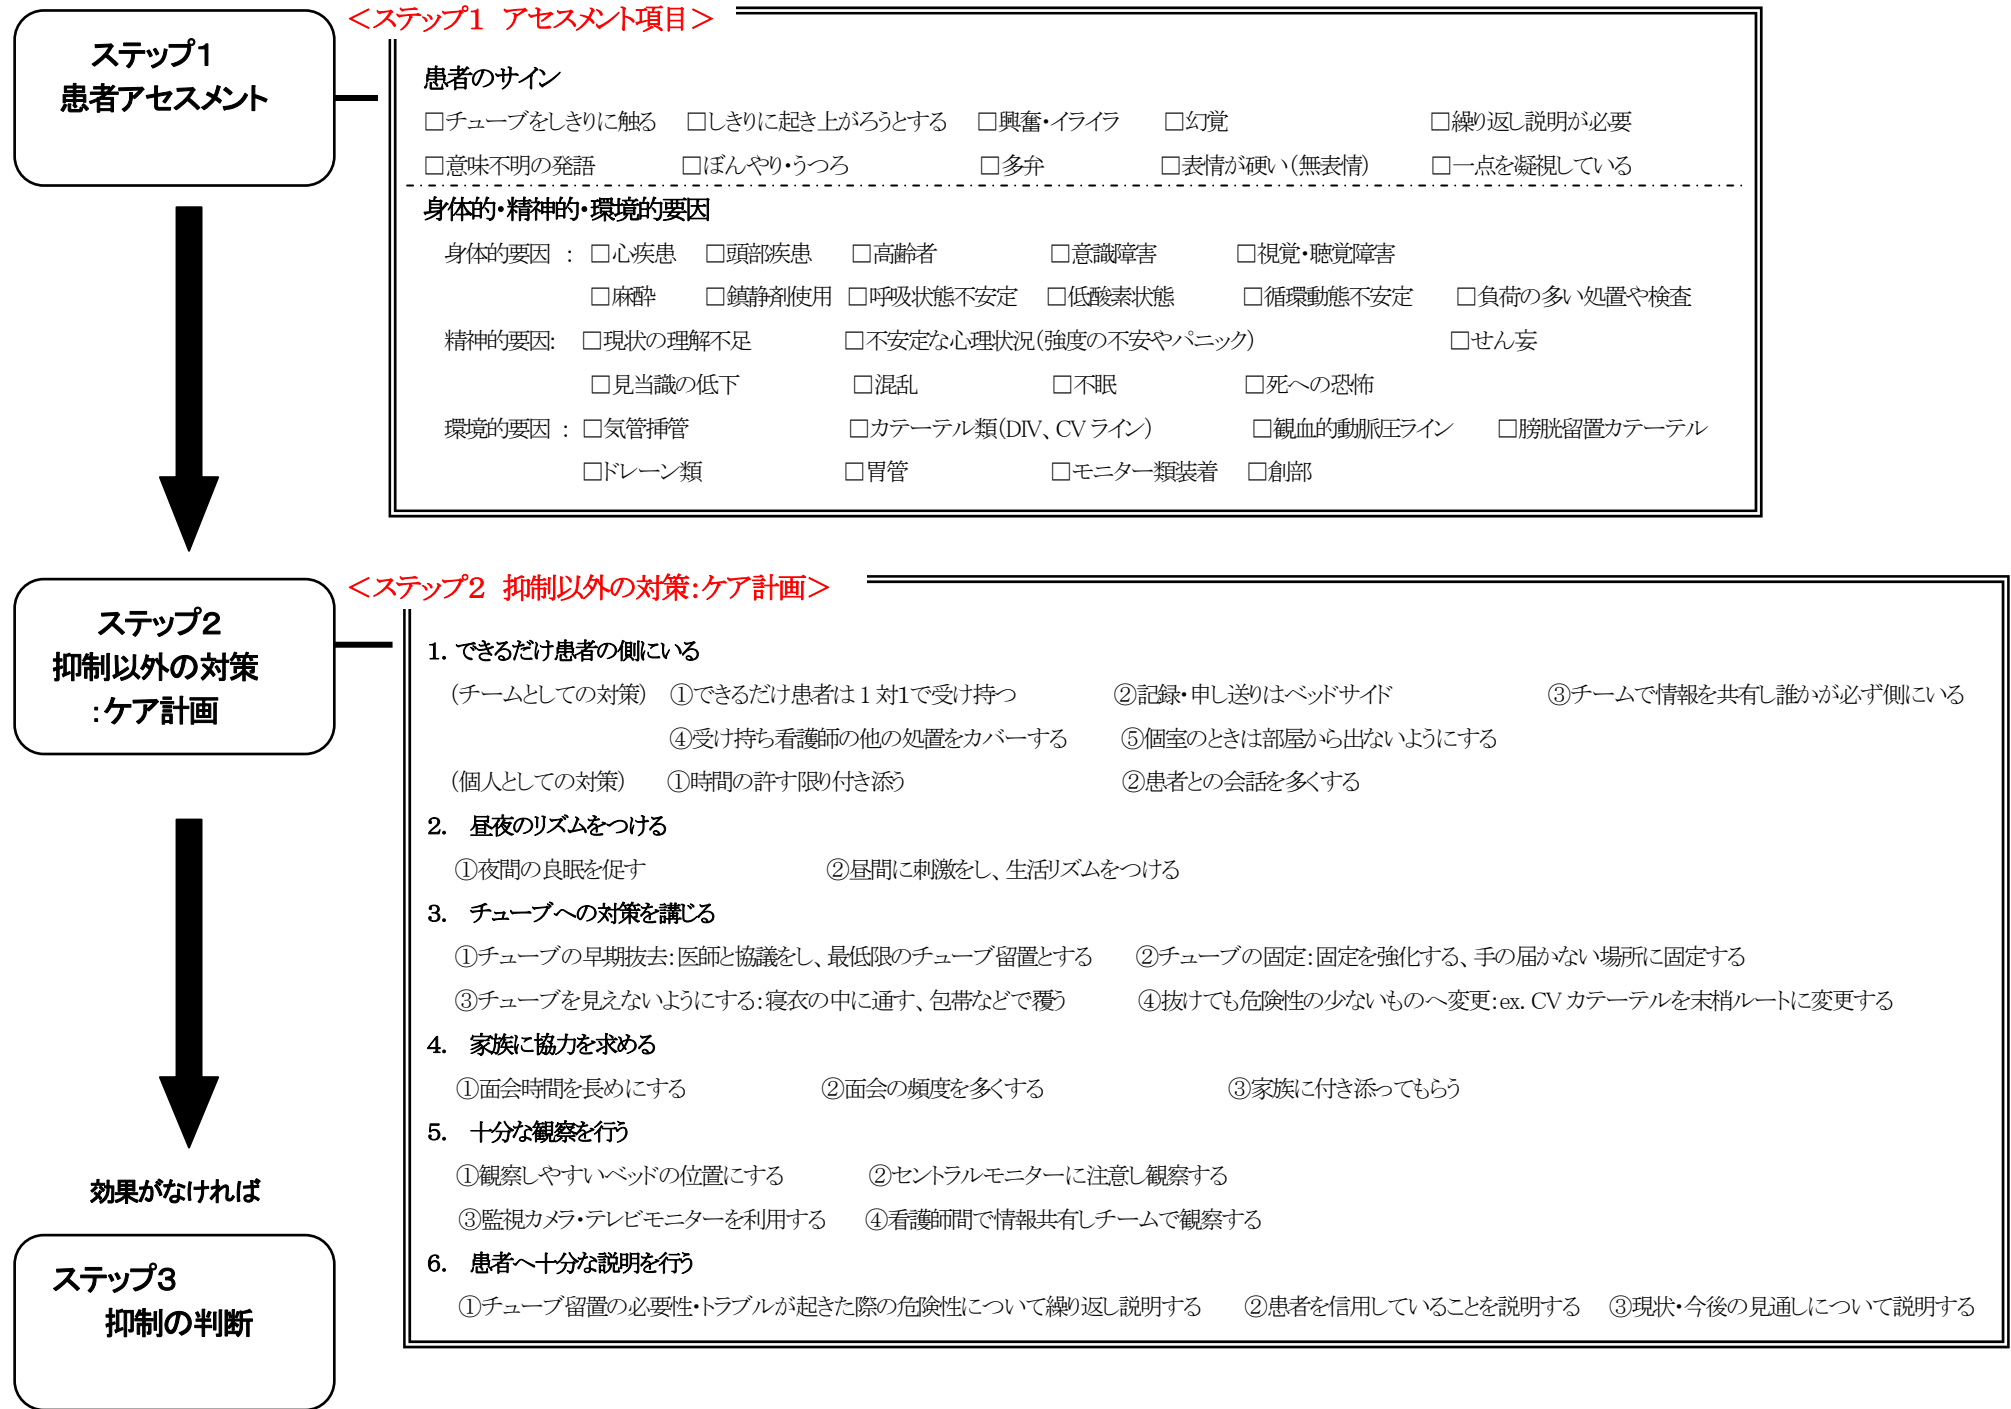 ステップ1
患者アセスメント
＜ステップ1 アセスメント項目＞
患者のサイン
□チューブをしきりに触る □しきりに起き上がろうとする □興奮・イライラ □幻覚 □繰り返し説明が必要
□意味不明の発語 □ぼんやり・うつろ □多弁 □表情が硬い(無表情) □一点を凝視している
身体的・精神的・環境的要因
身体的要因 : □心疾患 □頭部疾患 □高齢者 □意識障害 □視覚・聴覚障害
□麻酔 □鎮静剤使用 □呼吸状態不安定 □低酸素状態 □循環動態不安定 □負荷の多い処置や検査
精神的要因: □現状の理解不足 □不安定な心理状況(強度の不安やパニック) □せん妄
□見当識の低下 □混乱 □不眠 □死への恐怖
環境的要因 : □気管挿管 □カテーテル類(DIV、CVライン) □観血的動脈圧ライン □膀胱留置カテーテル
□ドレーン類 □胃管 □モニター類装着 □創部
ステップ2
抑制以外の対策
:ケア計画
＜ステップ2 抑制以外の対策:ケア計画＞
1. できるだけ患者の側にいる
(チームとしての対策) ①できるだけ患者は1対1で受け持つ ②記録・申し送りはベッドサイド ③チームで情報を共有し誰かが必ず側にいる
④受け持ち看護師の他の処置をカバーする ⑤個室のときは部屋から出ないようにする
(個人としての対策) ①時間の許す限り付き添う ②患者との会話を多くする
2. 昼夜のリズムをつける
①夜間の良眠を促す ②昼間に刺激をし、生活リズムをつける
3. チューブへの対策を講じる
①チューブの早期抜去:医師と協議をし、最低限のチューブ留置とする ②チューブの固定:固定を強化する、手の届かない場所に固定する
③チューブを見えないようにする:寝衣の中に通す、包帯などで覆う ④抜けても危険性の少ないものへ変更:ex. CVカテーテルを末梢ルートに変更する
4. 家族に協力を求める
①面会時間を長めにする ②面会の頻度を多くする ③家族に付き添ってもらう
5. 十分な観察を行う
①観察しやすいベッドの位置にする ②セントラルモニターに注意し観察する
③監視カメラ・テレビモニターを利用する ④看護師間で情報共有しチームで観察する
6. 患者へ十分な説明を行う
①チューブ留置の必要性・トラブルが起きた際の危険性について繰り返し説明する ②患者を信用していることを説明する ③現状・今後の見通しについて説明する
効果がなければ
ステップ3
抑制の判断